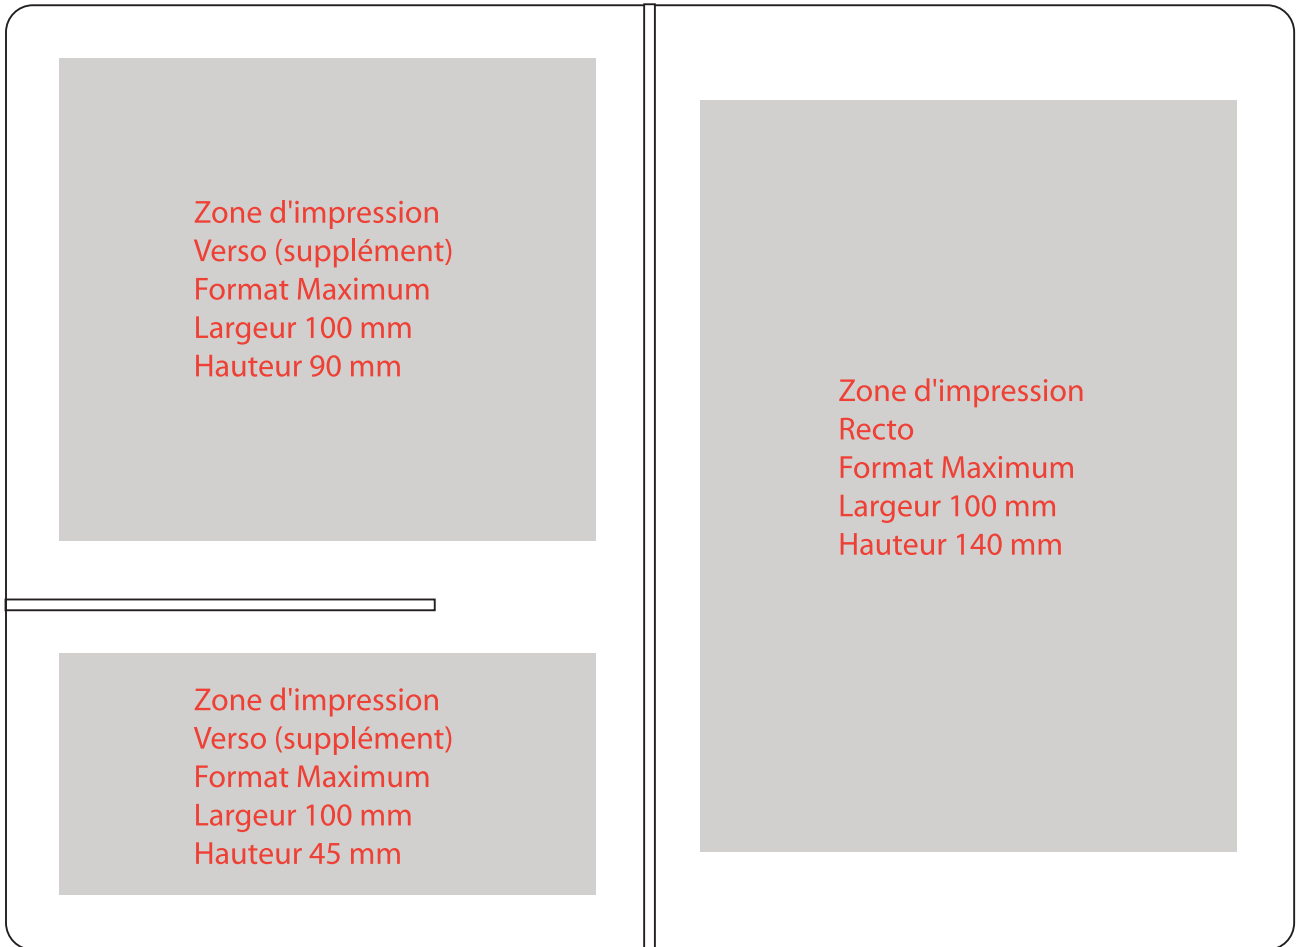 Zone d'impression
Verso (supplément)
Format Maximum
Largeur 100 mm
Hauteur 90 mm
Zone d'impression
Verso (supplément)
Format Maximum
Largeur 100 mm
Hauteur 45 mm
Zone d'impression
Recto
Format Maximum
Largeur 100 mm
Hauteur 140 mm